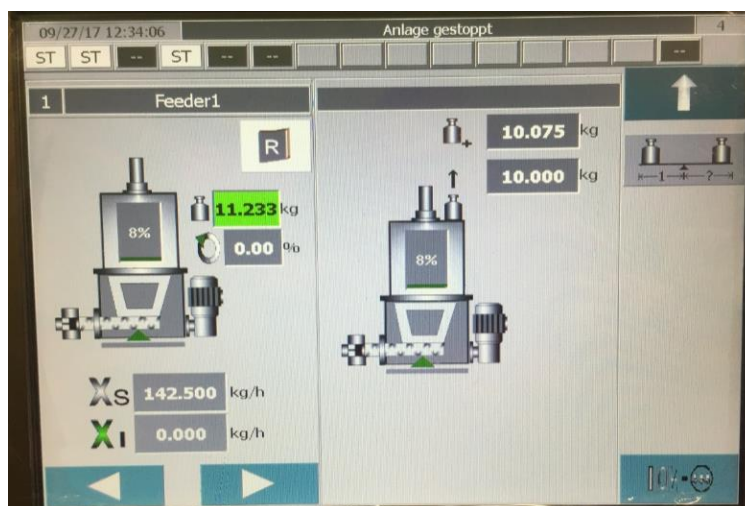 09/27/17 12:34:06 Anlage gestoppt 4
ST ST -- ST -- -- --
1 Feeder1
R
10.075 kg
11.233 kg
10.000 kg
8%
0.00 %
8%
1 ?
XS 142.500 kg/h
XI 0.000 kg/h